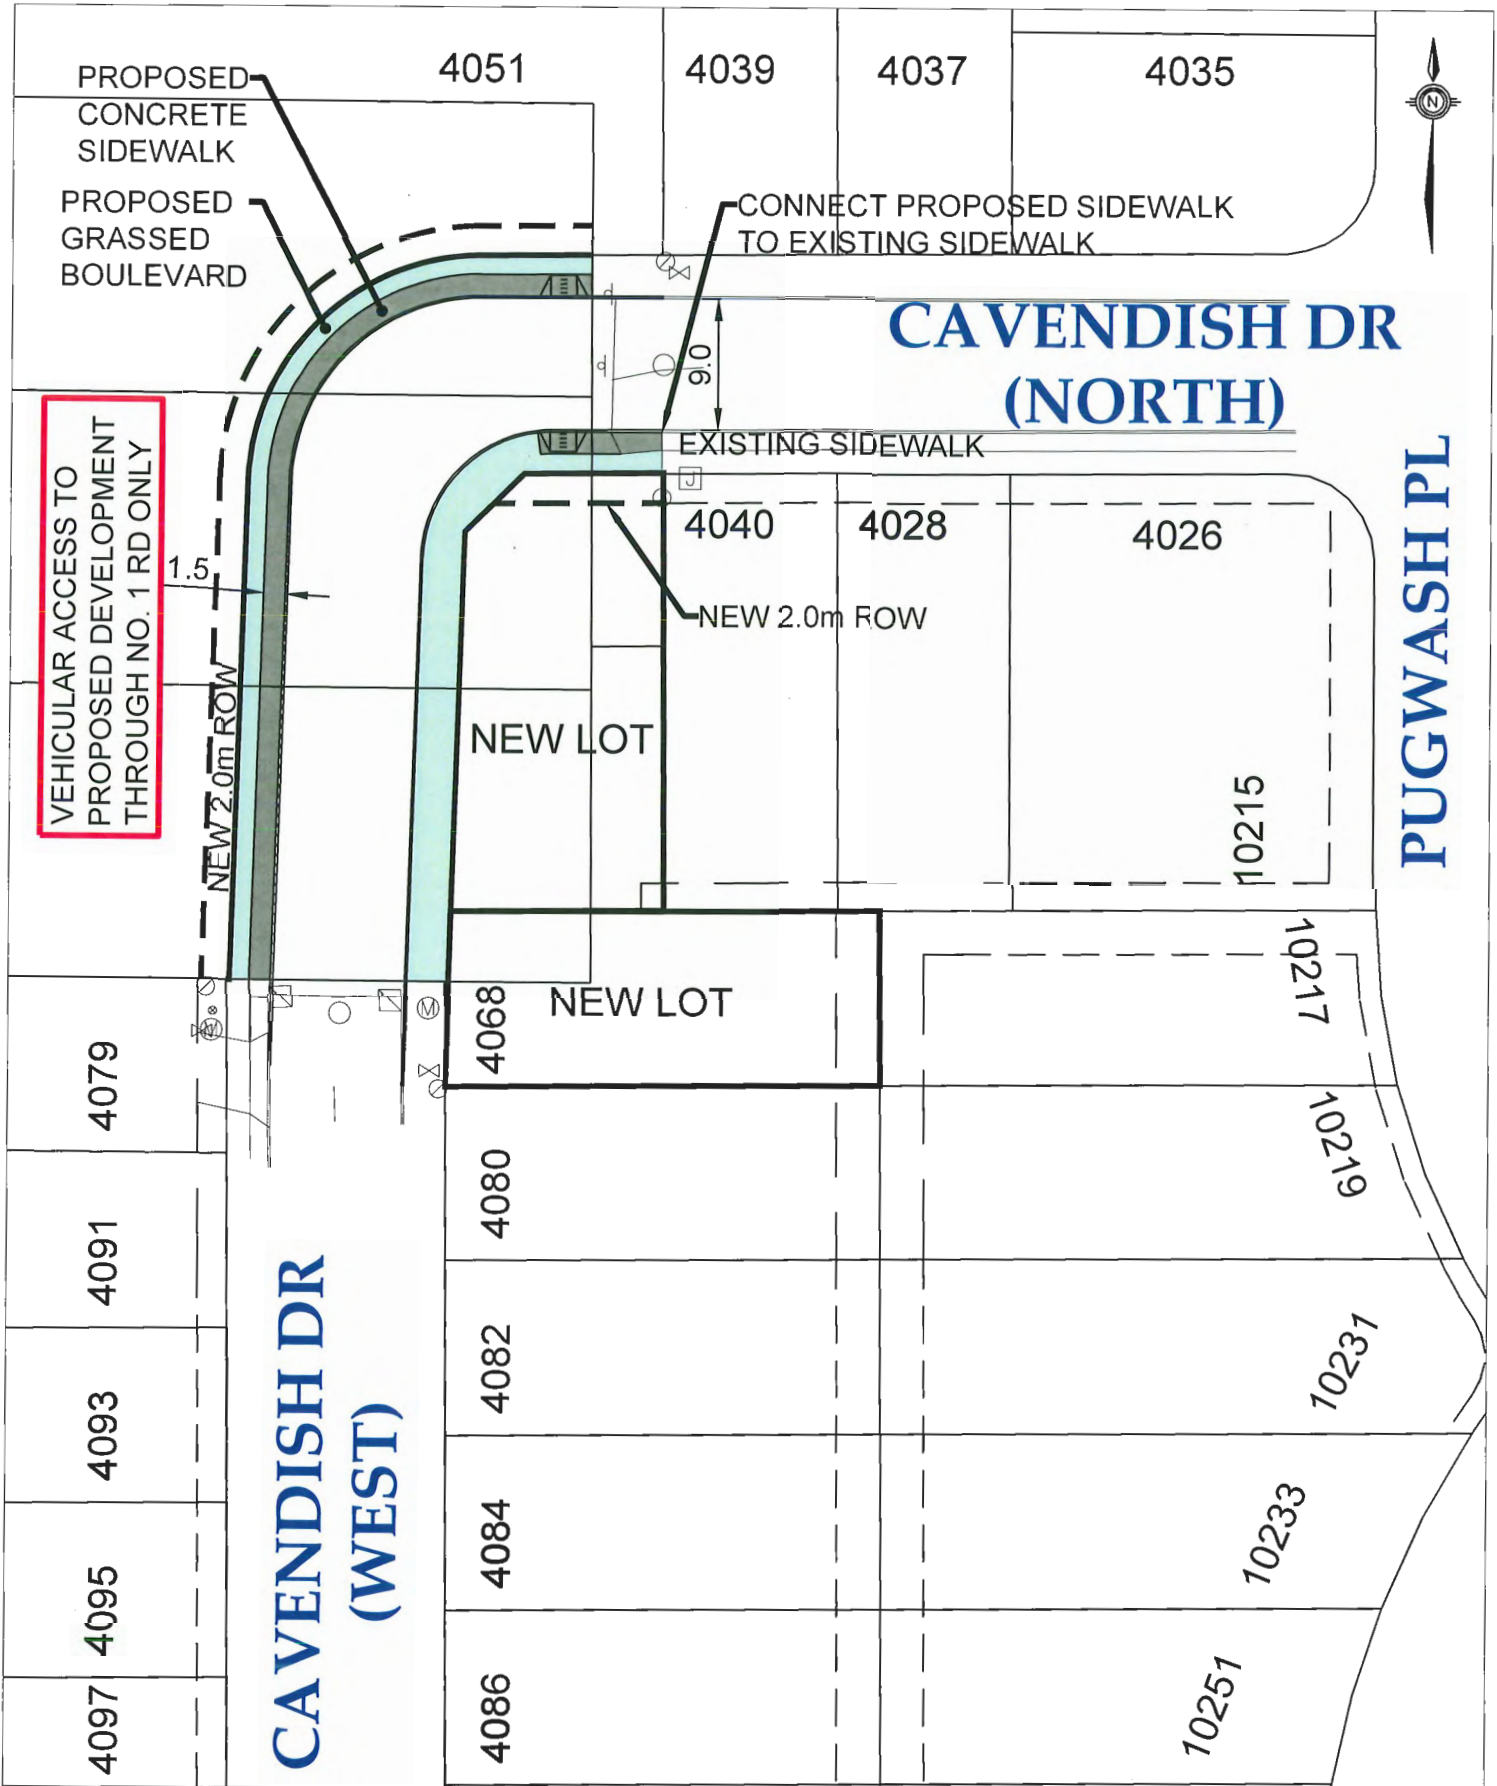 4051
4039
4037
4035
N
PROPOSED
CONCRETE
SIDEWALK
PROPOSED
GRASSED
BOULEVARD
CONNECT PROPOSED SIDEWALK
TO EXISTING SIDEWALK
CAVENDISH DR
(NORTH)
9.0
EXISTING SIDEWALK
J
VEHICULAR ACCESS TO
PROPOSED DEVELOPMENT
THROUGH NO. 1 RD ONLY
1.5
4040
4028
4026
NEW 2.0m ROW
NEW 2.0m ROW
PUGWASH PL
NEW LOT
10215
10217
4068
NEW LOT
M
M
4079
10219
4080
4091
4082
10231
CAVENDISH DR
(WEST)
4093
4084
10233
4095
4086
10251
4097